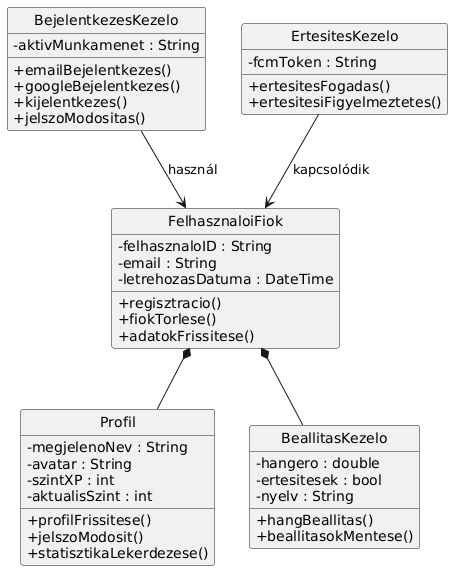 BejelentkezesKezelo
-aktivMunkamenet : String
+emailBejelentkezes()
+googleBejelentkezes()
+kijelentkezes()
+jelszoModositas()
ErtesitesKezelo
-fcmToken : String
+ertesitesFogadas()
+ertesitesiFigyelmeztetes()
használ
kapcsolódik
FelhasznaloiFiok
-felhasznaloID : String
-email : String
-letrehozasDatuma : DateTime
+regisztracio()
+fiokTorlese()
+adatokFrissitese()
Profil
-megjelenoNev : String
-avatar : String
-szintXP : int
-aktualisSzint : int
+profilFrissitese()
+jelszoModosit()
+statisztikaLekerdezese()
BeallitasKezelo
-hangero : double
-ertesitesek : bool
-nyelv : String
+hangBeallitas()
+beallitasokMentese()